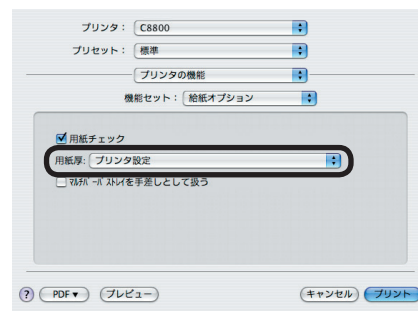 プリンタ： C8800
プリセット： 標準
プリンタの機能
機能セット： 給紙オプション
用紙チェック
用紙厚: プリンタ設定
ﾏﾙﾁﾊﾟｰﾊﾟｽﾄﾚｲを手差しとして扱う
? PDF▼ プレビュー キャンセル プリント